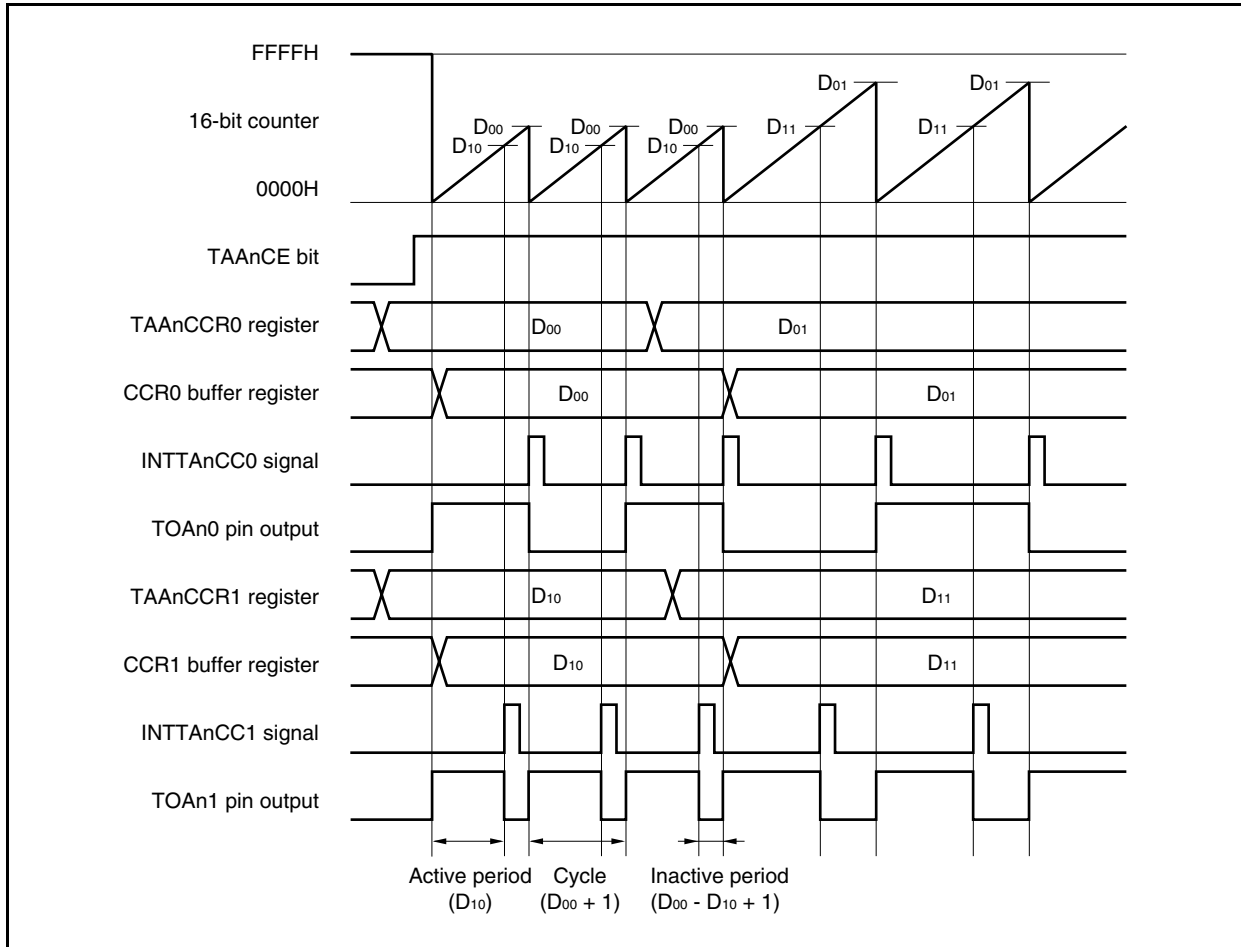 FFFFH
D01 D01
16-bit counter D00 D00 D00 D11 D11
D10 D10 D10
0000H
TAAnCE bit
TAAnCCR0 register D00 D01
CCR0 buffer register D00 D01
INTTAnCC0 signal
TOAn0 pin output
TAAnCCR1 register D10 D11
CCR1 buffer register D10 D11
INTTAnCC1 signal
TOAn1 pin output
Active period Cycle Inactive period
(D10) (D00 + 1) (D00 - D10 + 1)